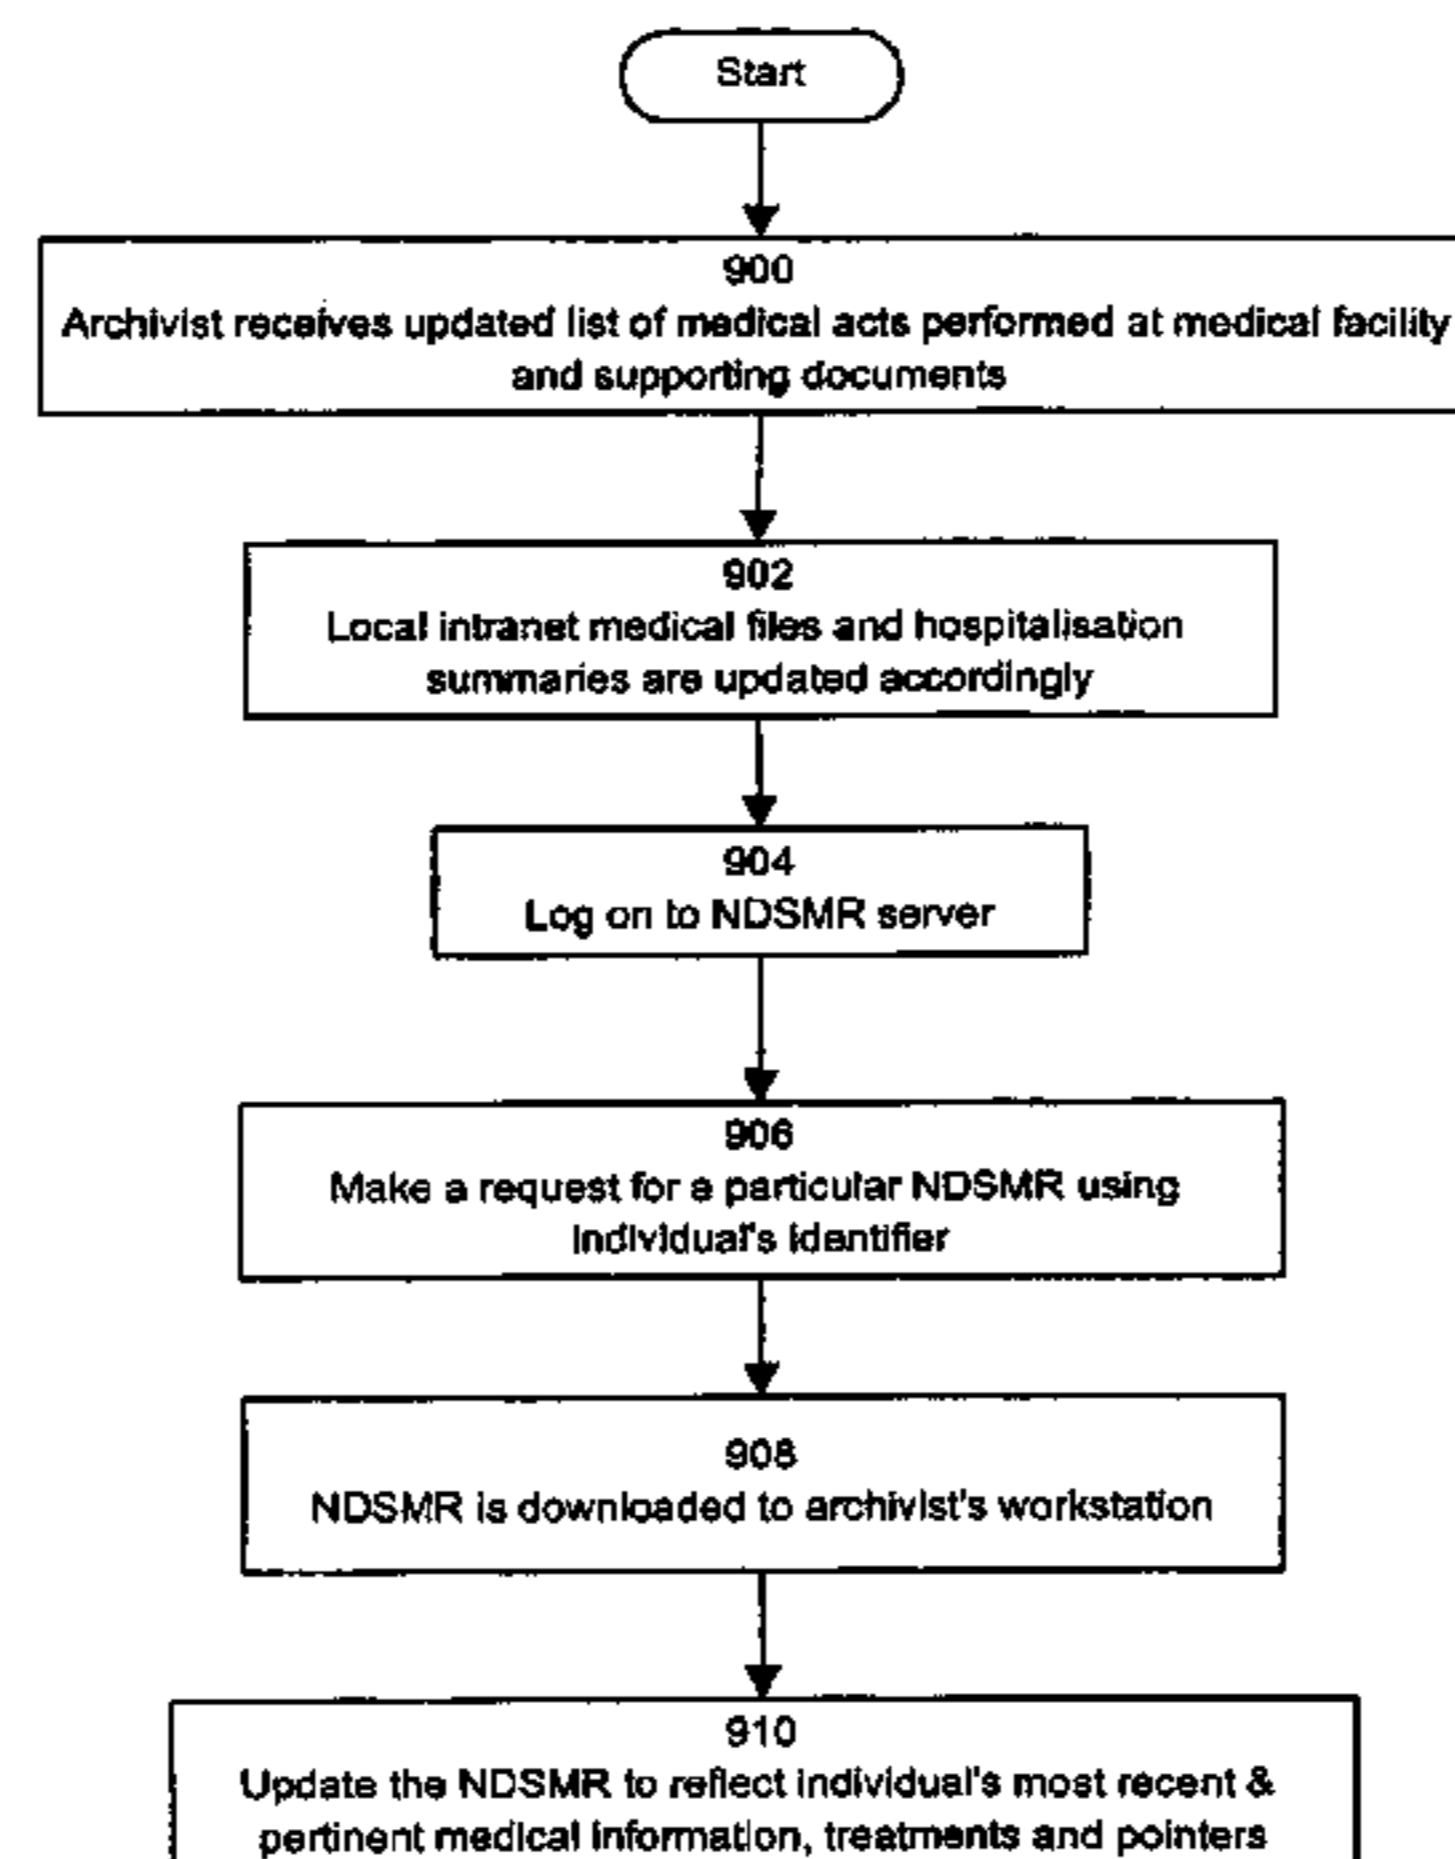 Start
900
Archivist receives updated list of medical acts performed at medical facility
and supporting documents
902
Local intranet medical files and hospitalisation
summaries are updated accordingly
904
Log on to NDSMR server
906
Make a request for a particular NDSMR using
individual's identifier
908
NDSMR is downloaded to archivist's workstation
910
Update the NDSMR to reflect individual's most recent &
pertinent medical information, treatments and pointers